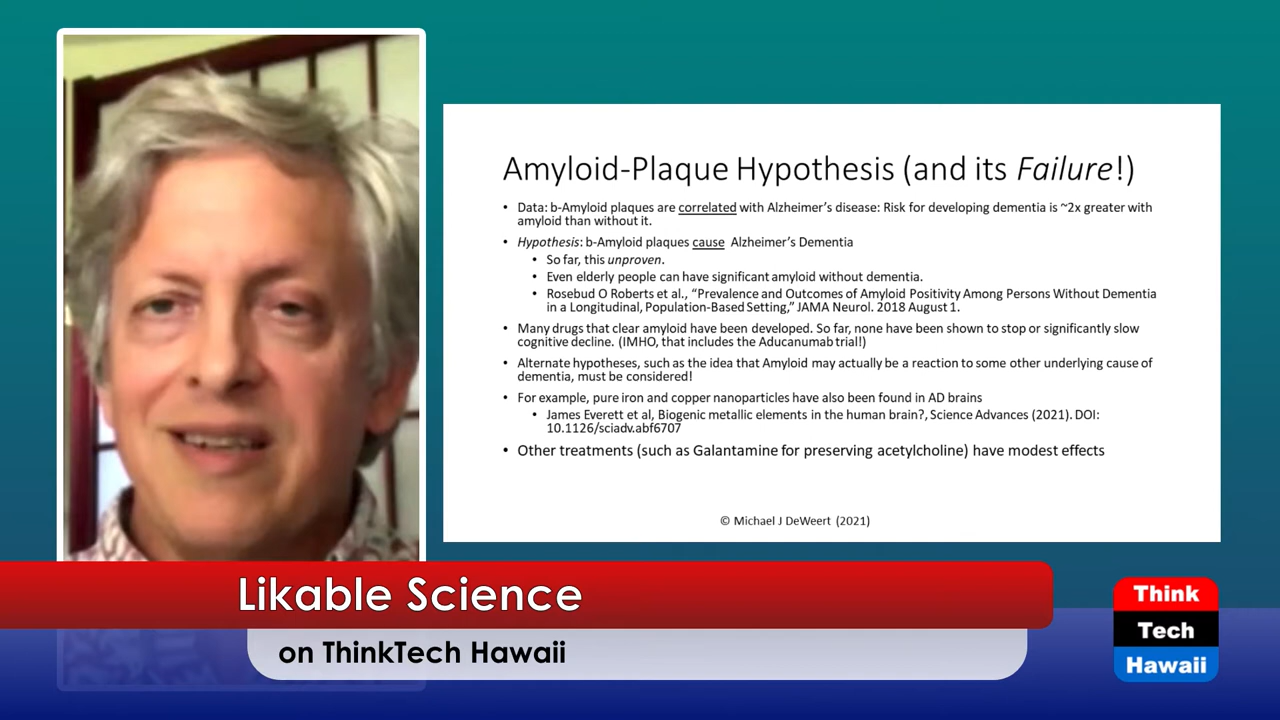 Amyloid-Plaque Hypothesis (and its Failure!)
• Data: b-Amyloid plaques are correlated with Alzheimer's disease: Risk for developing dementia is ~2x greater with
amyloid than without it.
• Hypothesis: b-Amyloid plaques cause Alzheimer's Dementia
• So far, this unproven.
• Even elderly people can have significant amyloid without dementia.
• Rosebud O Roberts et al., “Prevalence and Outcomes of Amyloid Positivity Among Persons Without Dementia
in a Longitudinal, Population-Based Setting,” JAMA Neurol. 2018 August 1.
• Many drugs that clear amyloid have been developed. So far, none have been shown to stop or significantly slow
cognitive decline. (IMHO, that includes the Aducanumab trial!)
• Alternate hypotheses, such as the idea that Amyloid may actually be a reaction to some other underlying cause of
dementia, must be considered!
• For example, pure iron and copper nanoparticles have also been found in AD brains
• James Everett et al, Biogenic metallic elements in the human brain?, Science Advances (2021). DOI:
10.1126/sciadv.abf6707
• Other treatments (such as Galantamine for preserving acetylcholine) have modest effects
© Michael J DeWeert (2021)
Likable Science
on ThinkTech Hawaii
Think
Tech
Hawaii